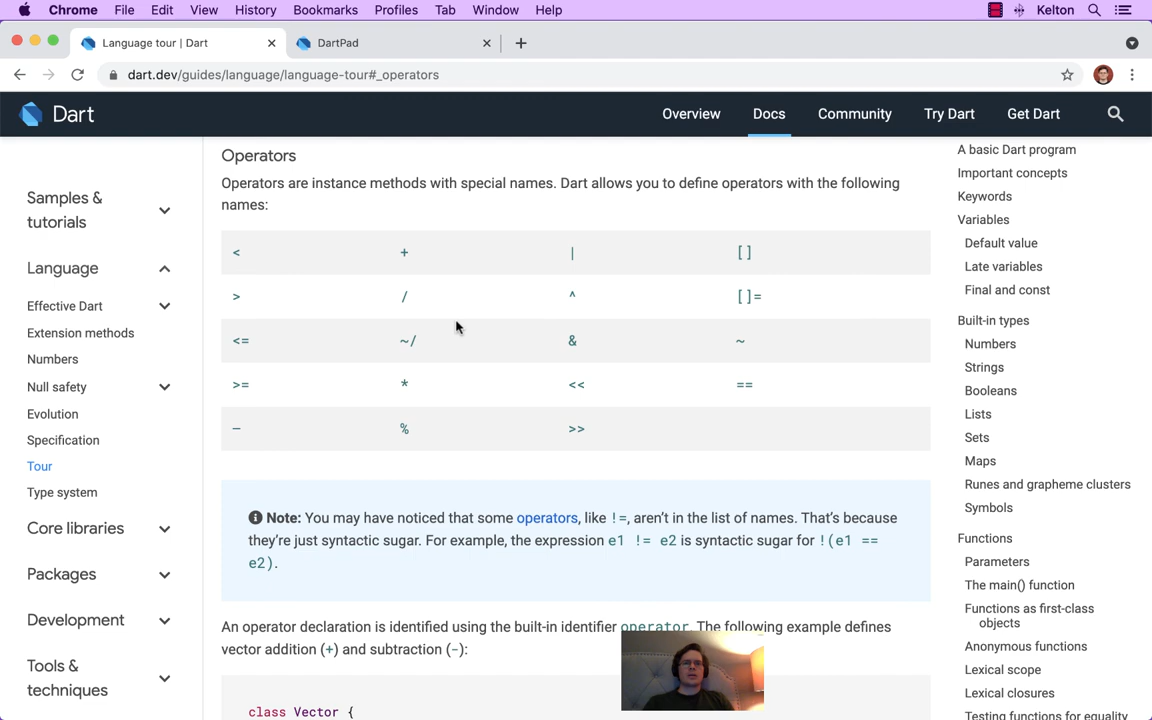 Chrome File Edit View History Bookmarks Profiles Tab Window Help Kelton
Language tour | Dart
DartPad
dart.dev/guides/language/language-tour#_operators
Dart
Overview Docs Community Try Dart Get Dart
Samples &
tutorials
Language
Effective Dart
Extension methods
Numbers
Null safety
Evolution
Specification
Tour
Type system
Core libraries
Packages
Development
Tools &
techniques
Operators
Operators are instance methods with special names. Dart allows you to define operators with the following
names:
< + | []
> / ^ []=
<= ~/ & ~
>= * << ==
– % >>
Note: You may have noticed that some operators, like !=, aren’t in the list of names. That’s because
they’re just syntactic sugar. For example, the expression e1 != e2 is syntactic sugar for !(e1 ==
e2).
An operator declaration is identified using the built-in identifier operator. The following example defines
vector addition (+) and subtraction (-):
class Vector {
A basic Dart program
Important concepts
Keywords
Variables
Default value
Late variables
Final and const
Built-in types
Numbers
Strings
Booleans
Lists
Sets
Maps
Runes and grapheme clusters
Symbols
Functions
Parameters
The main() function
Functions as first-class
objects
Anonymous functions
Lexical scope
Lexical closures
Testing functions for equality